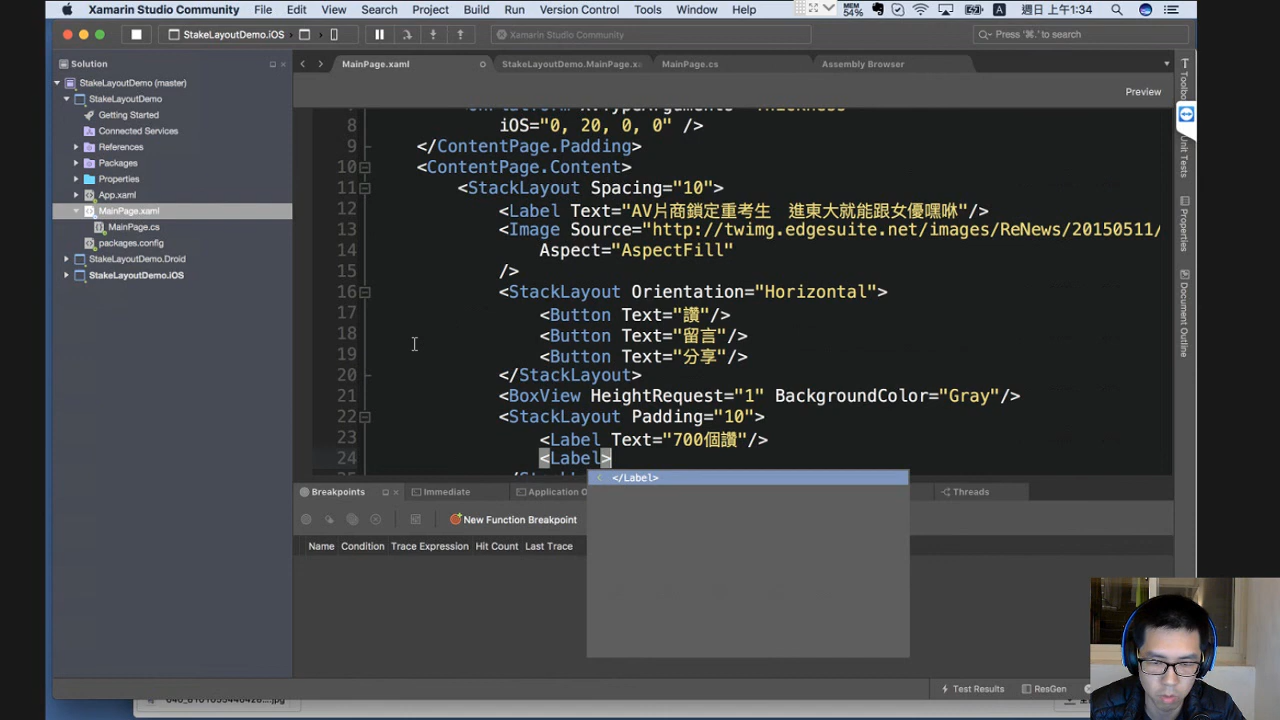 Xamarin Studio Community File Edit View Search Project Build Run Version Control Tools Window Help MEM 54% A 週日 上午1:34
StakeLayoutDemo.iOS Xamarin Studio Community Press '⌘.' to search
Solution MainPage.xaml StakeLayoutDemo.MainPage.xa MainPage.cs Assembly Browser
StakeLayoutDemo (master)
StakeLayoutDemo
Getting Started
Connected Services
References
Packages
Properties
App.xaml
MainPage.xaml
MainPage.cs
packages.config
StakeLayoutDemo.Droid
StakeLayoutDemo.iOS
Preview
8 iOS="0, 20, 0, 0" />
9 </ContentPage.Padding>
10 <ContentPage.Content>
11 <StackLayout Spacing="10">
12 <Label Text="AV片商鎖定重考生 進東大就能跟女優嘿咻"/>
13 <Image Source="http://twimg.edgesuite.net/images/ReNews/20150511/
14 Aspect="AspectFill"
15 />
16 <StackLayout Orientation="Horizontal">
17 <Button Text="讚"/>
18 <Button Text="留言"/>
19 <Button Text="分享"/>
20 </StackLayout>
21 <BoxView HeightRequest="1" BackgroundColor="Gray"/>
22 <StackLayout Padding="10">
23 <Label Text="700個讚"/>
24 <Label>
</Label>
Toolbo
Unit Tests
Properties
Document Outline
Breakpoints Immediate Application O Threads
New Function Breakpoint
Name Condition Trace Expression Hit Count Last Trace
Test Results ResGen